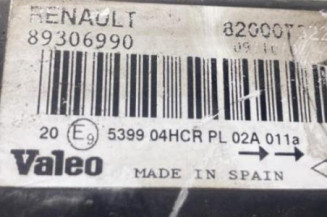 RENAULT
89306990
20 E9 5399 04HCR PL 02A 011a
Valeo MADE IN SPAIN